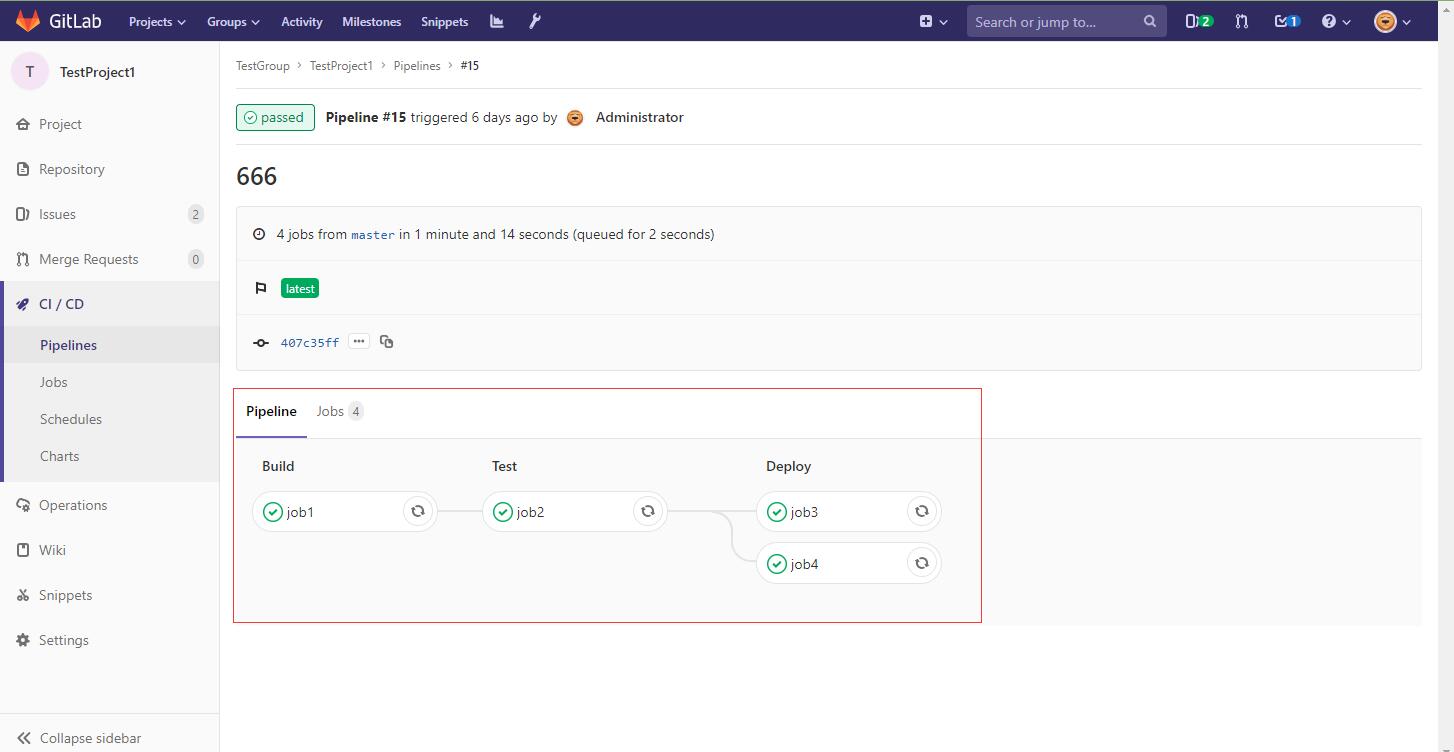 GitLab Projects Groups Activity Milestones Snippets Search or jump to... 2 1
T TestProject1
Project
Repository
Issues 2
Merge Requests 0
CI / CD
Pipelines
Jobs
Schedules
Charts
Operations
Wiki
Snippets
Settings
Collapse sidebar
TestGroup > TestProject1 > Pipelines > #15
passed Pipeline #15 triggered 6 days ago by Administrator
666
4 jobs from master in 1 minute and 14 seconds (queued for 2 seconds)
latest
407c35ff ...
Pipeline Jobs 4
Build Test Deploy
job1 job2 job3
job4